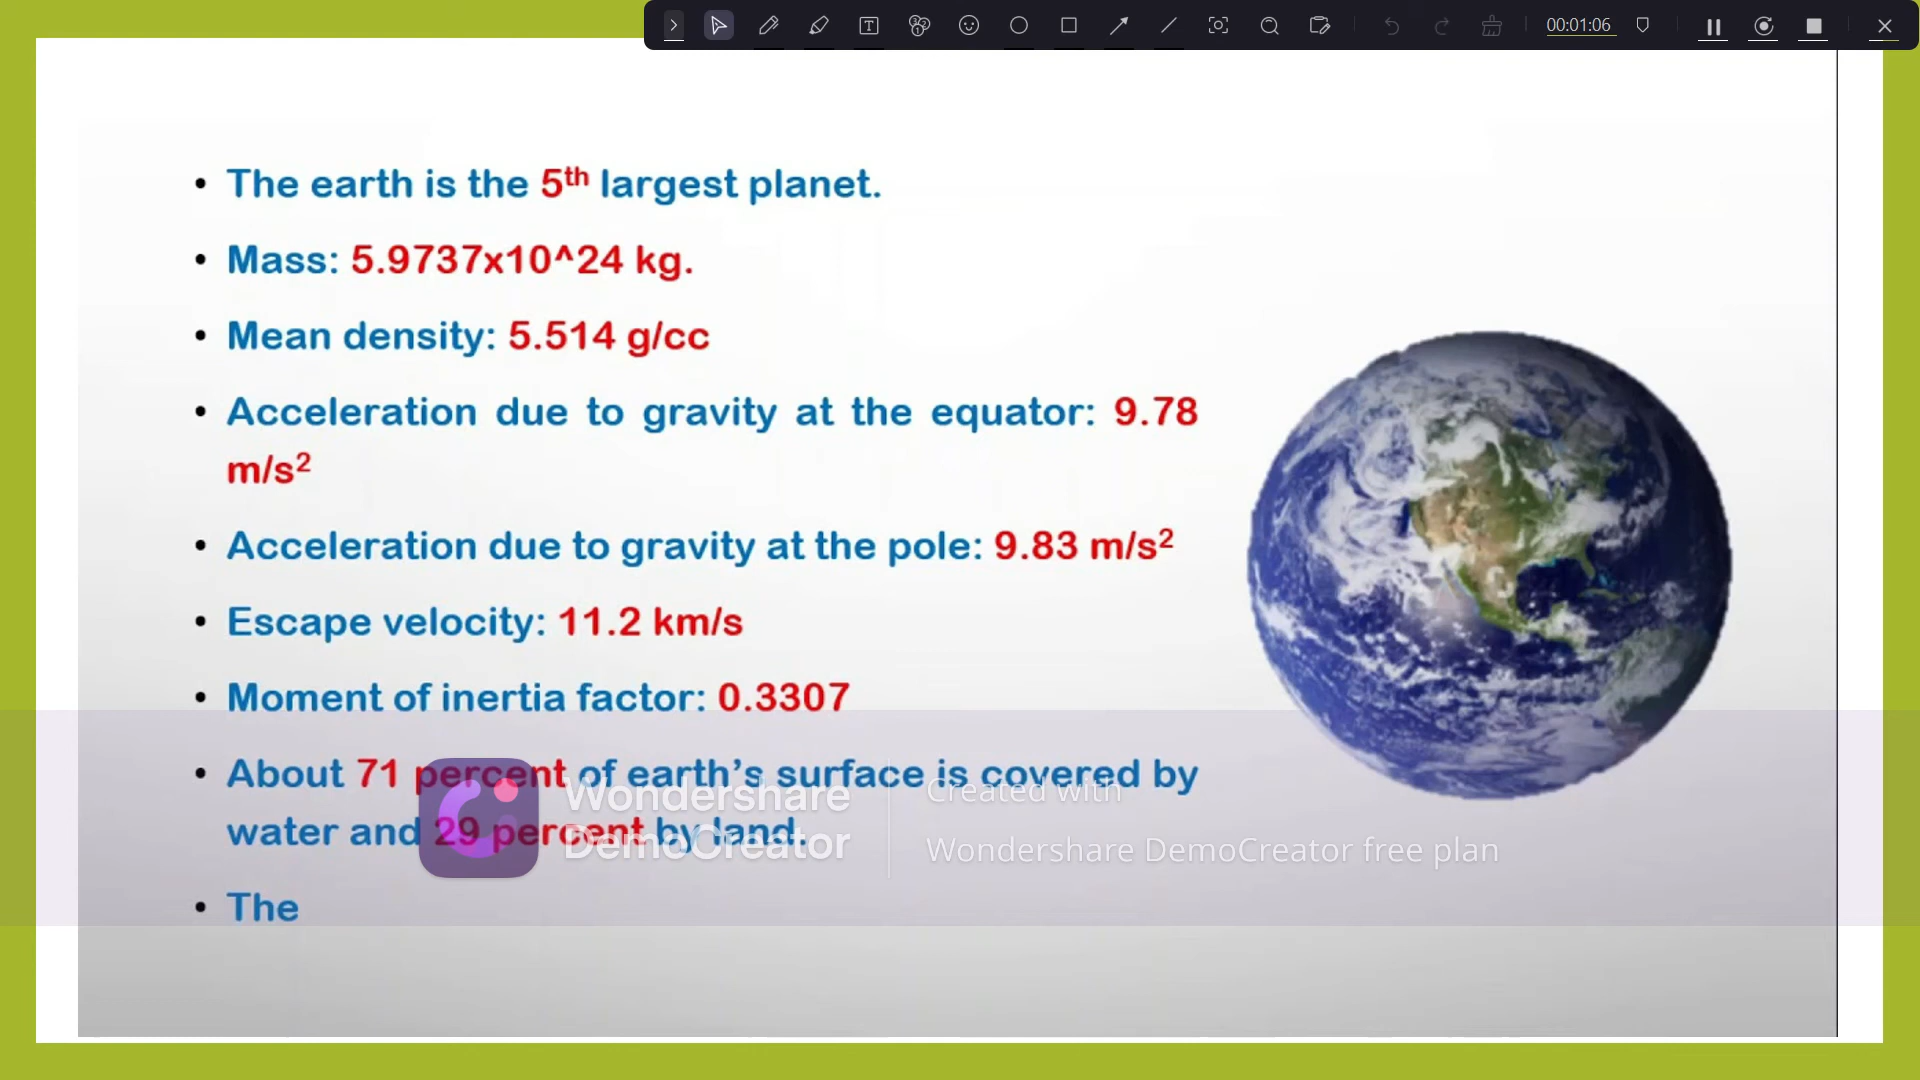 00:01:06
• The earth is the 5th largest planet.
• Mass: 5.9737x10^24 kg.
• Mean density: 5.514 g/cc
• Acceleration due to gravity at the equator: 9.78
m/s2
• Acceleration due to gravity at the pole: 9.83 m/s2
• Escape velocity: 11.2 km/s
• Moment of inertia factor: 0.3307
• About 71 percent of earth’s surface is covered by
water and 29 percent by land.
• The
Wondershare
DemoCreator
Created with
Wondershare DemoCreator free plan